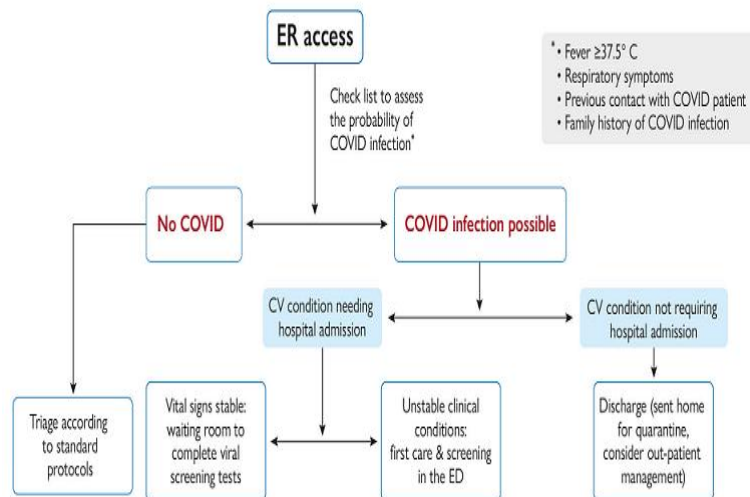 ER access
* • Fever ≥37.5° C
• Respiratory symptoms
• Previous contact with COVID patient
• Family history of COVID infection
Check list to assess
the probability of
COVID infection*
No COVID
COVID infection possible
CV condition needing
hospital admission
CV condition not requiring
hospital admission
Triage according
to standard
protocols
Vital signs stable:
waiting room to
complete viral
screening tests
Unstable clinical
conditions:
first care & screening
in the ED
Discharge (sent home
for quarantine,
consider out-patient
management)